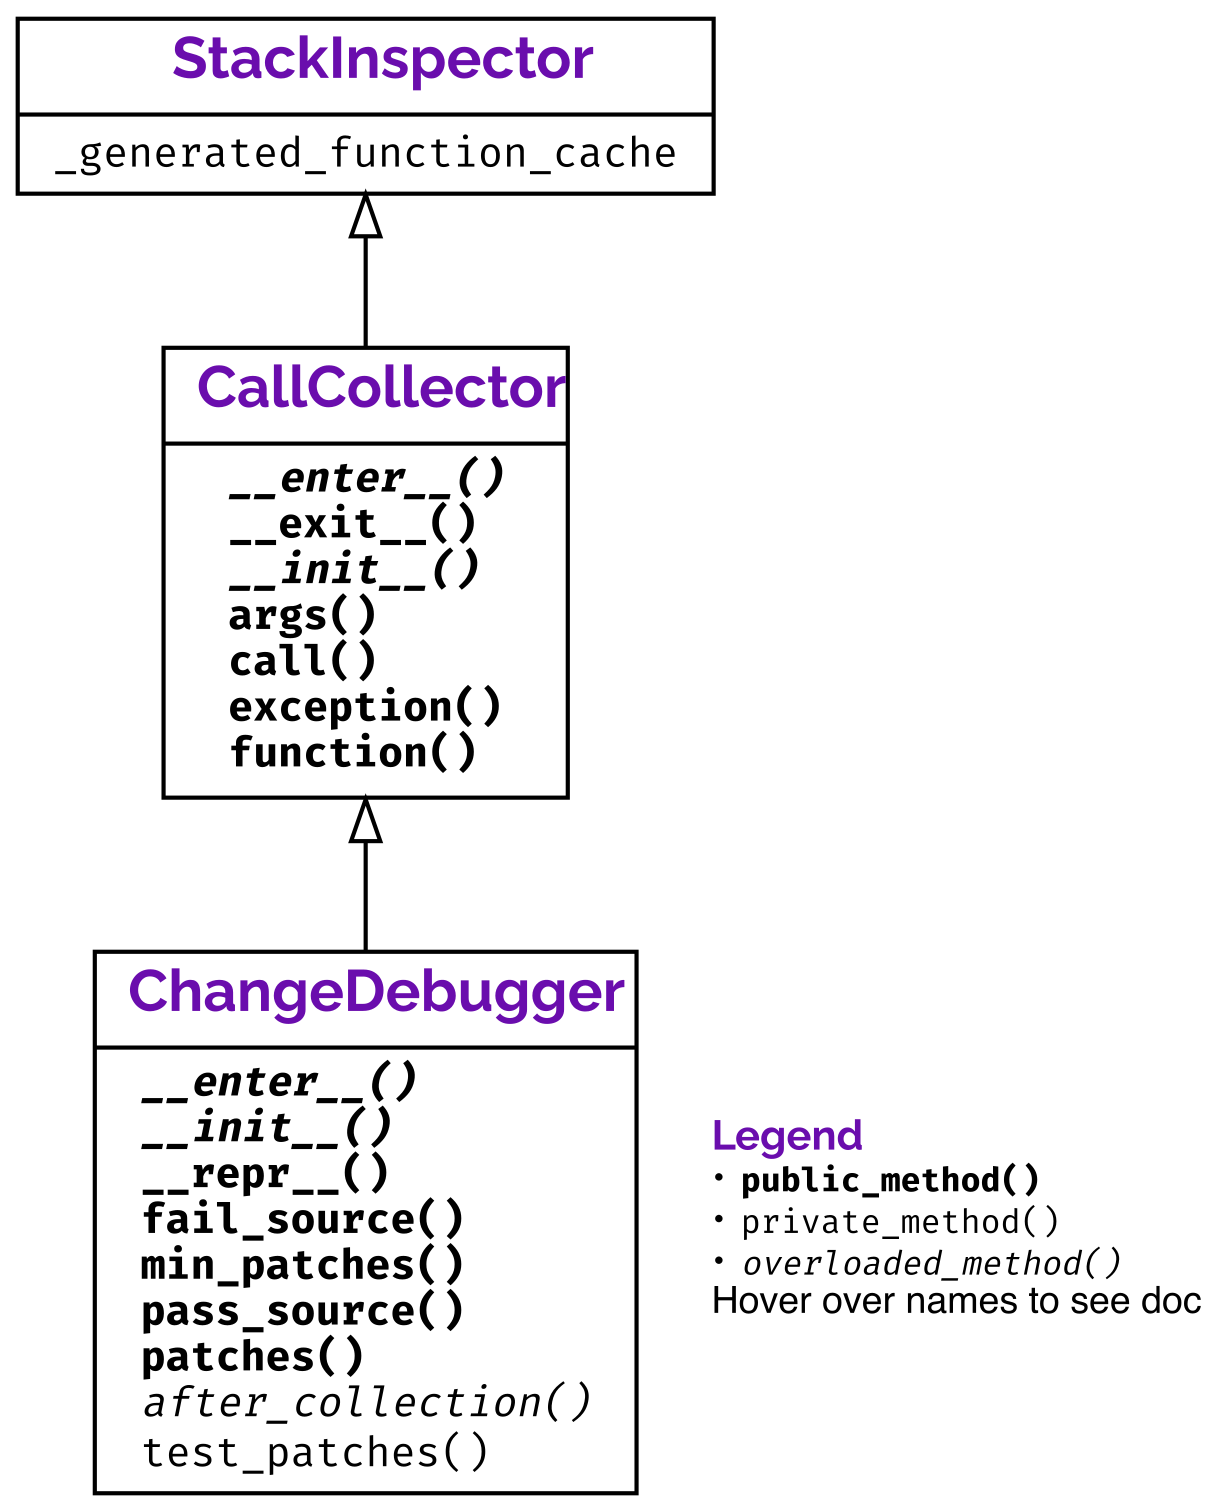 StackInspector
_generated_function_cache
CallCollector
__enter__()
__exit__()
__init__()
args()
call()
exception()
function()
ChangeDebugger
__enter__()
__init__()
__repr__()
fail_source()
min_patches()
pass_source()
patches()
after_collection()
test_patches()
Legend
• public_method()
• private_method()
• overloaded_method()
Hover over names to see doc